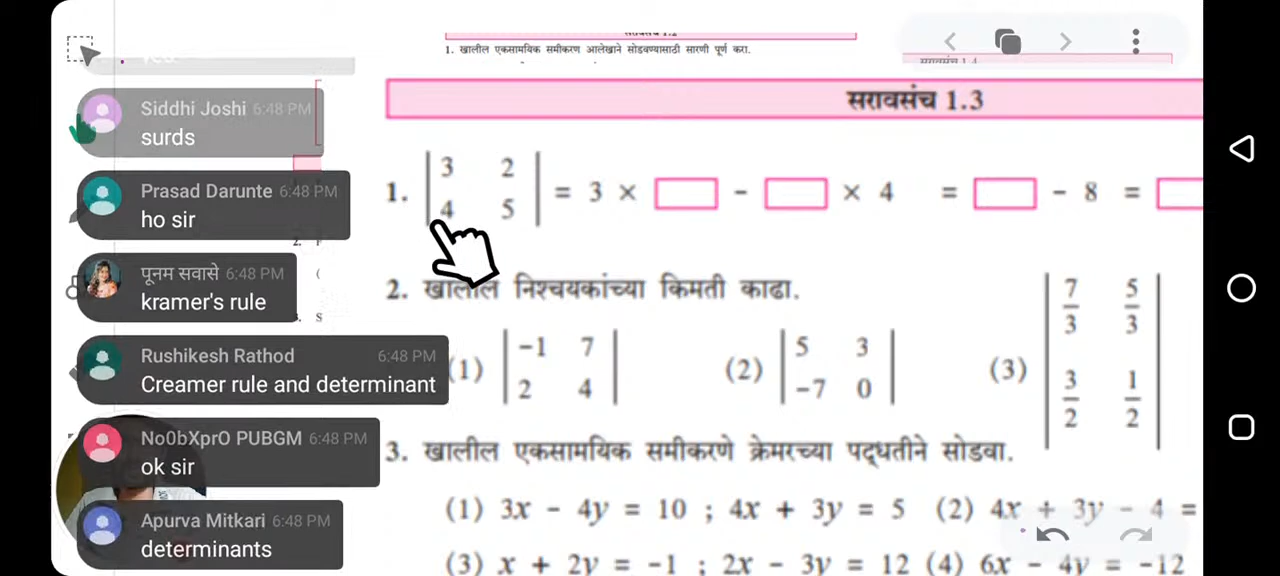 1. खालील एकसामयिक समीकरण आलेखाने सोडवण्यासाठी सारणी पूर्ण करा.
सरावसंच 1.4
सरावसंच 1.3
Siddhi Joshi 6:48 PM
surds
Prasad Darunte 6:48 PM
ho sir
पूनम सवासे 6:48 PM
kramer's rule
Rushikesh Rathod 6:48 PM
Creamer rule and determinant
No0bXprO PUBGM 6:48 PM
ok sir
Apurva Mitkari 6:48 PM
determinants
1. | 3 2 | = 3 × □ - □ × 4 = □ - 8 = □
| 4 5 |
2. खालील निश्चयकांच्या किमती काढा.
(1) | -1 7 | (2) | 5 3 | (3) | 7/3 5/3 |
| 2 4 | | -7 0 | | 3/2 1/2 |
3. खालील एकसामयिक समीकरणे क्रेमरच्या पद्धतीने सोडवा.
(1) 3x - 4y = 10 ; 4x + 3y = 5 (2) 4x + 3y - 4 =
(3) x + 2y = -1 ; 2x - 3y = 12 (4) 6x - 4y = -12